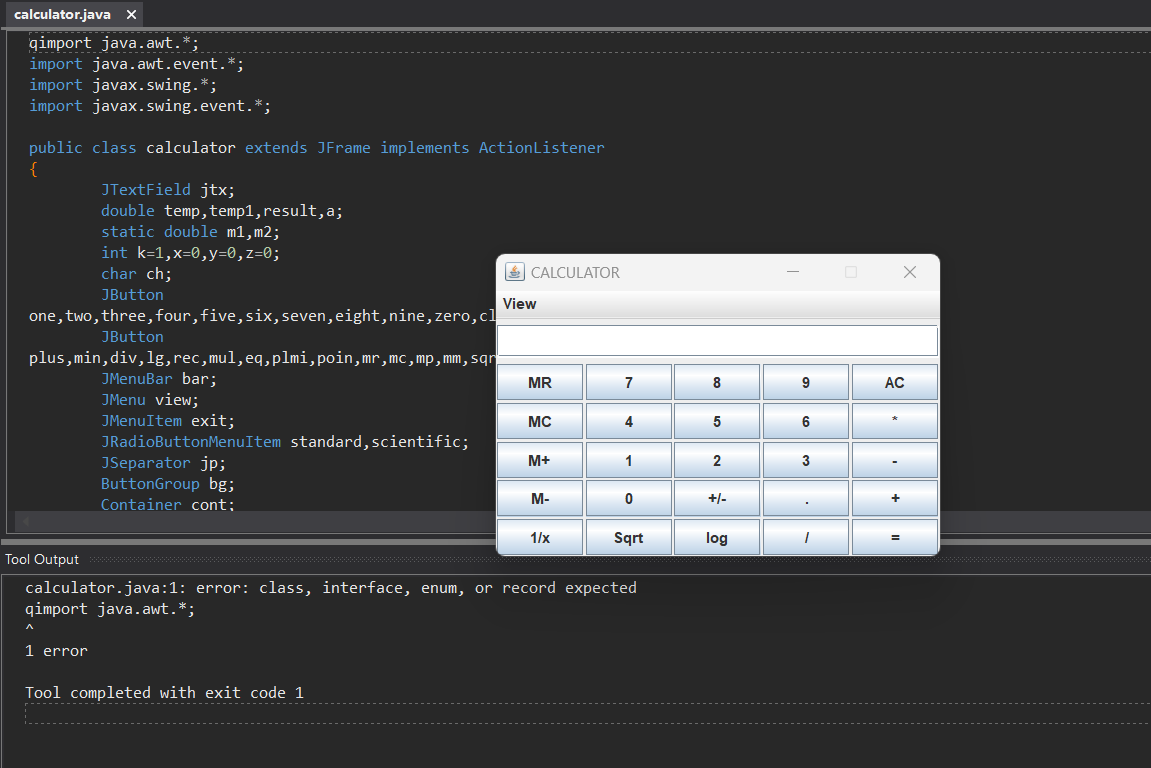 calculator.java
qimport java.awt.*;
import java.awt.event.*;
import javax.swing.*;
import javax.swing.event.*;
public class calculator extends JFrame implements ActionListener
{
JTextField jtx;
double temp,temp1,result,a;
static double m1,m2;
int k=1,x=0,y=0,z=0;
char ch;
JButton
one,two,three,four,five,six,seven,eight,nine,zero,cl
JButton
plus,min,div,lg,rec,mul,eq,plmi,poin,mr,mc,mp,mm,sqr
JMenuBar bar;
JMenu view;
JMenuItem exit;
JRadioButtonMenuItem standard,scientific;
JSeparator jp;
ButtonGroup bg;
Container cont;
CALCULATOR
View
MR 7 8 9 AC
MC 4 5 6 *
M+ 1 2 3 -
M- 0 +/- . +
1/x Sqrt log / =
Tool Output
calculator.java:1: error: class, interface, enum, or record expected
qimport java.awt.*;
^
1 error
Tool completed with exit code 1